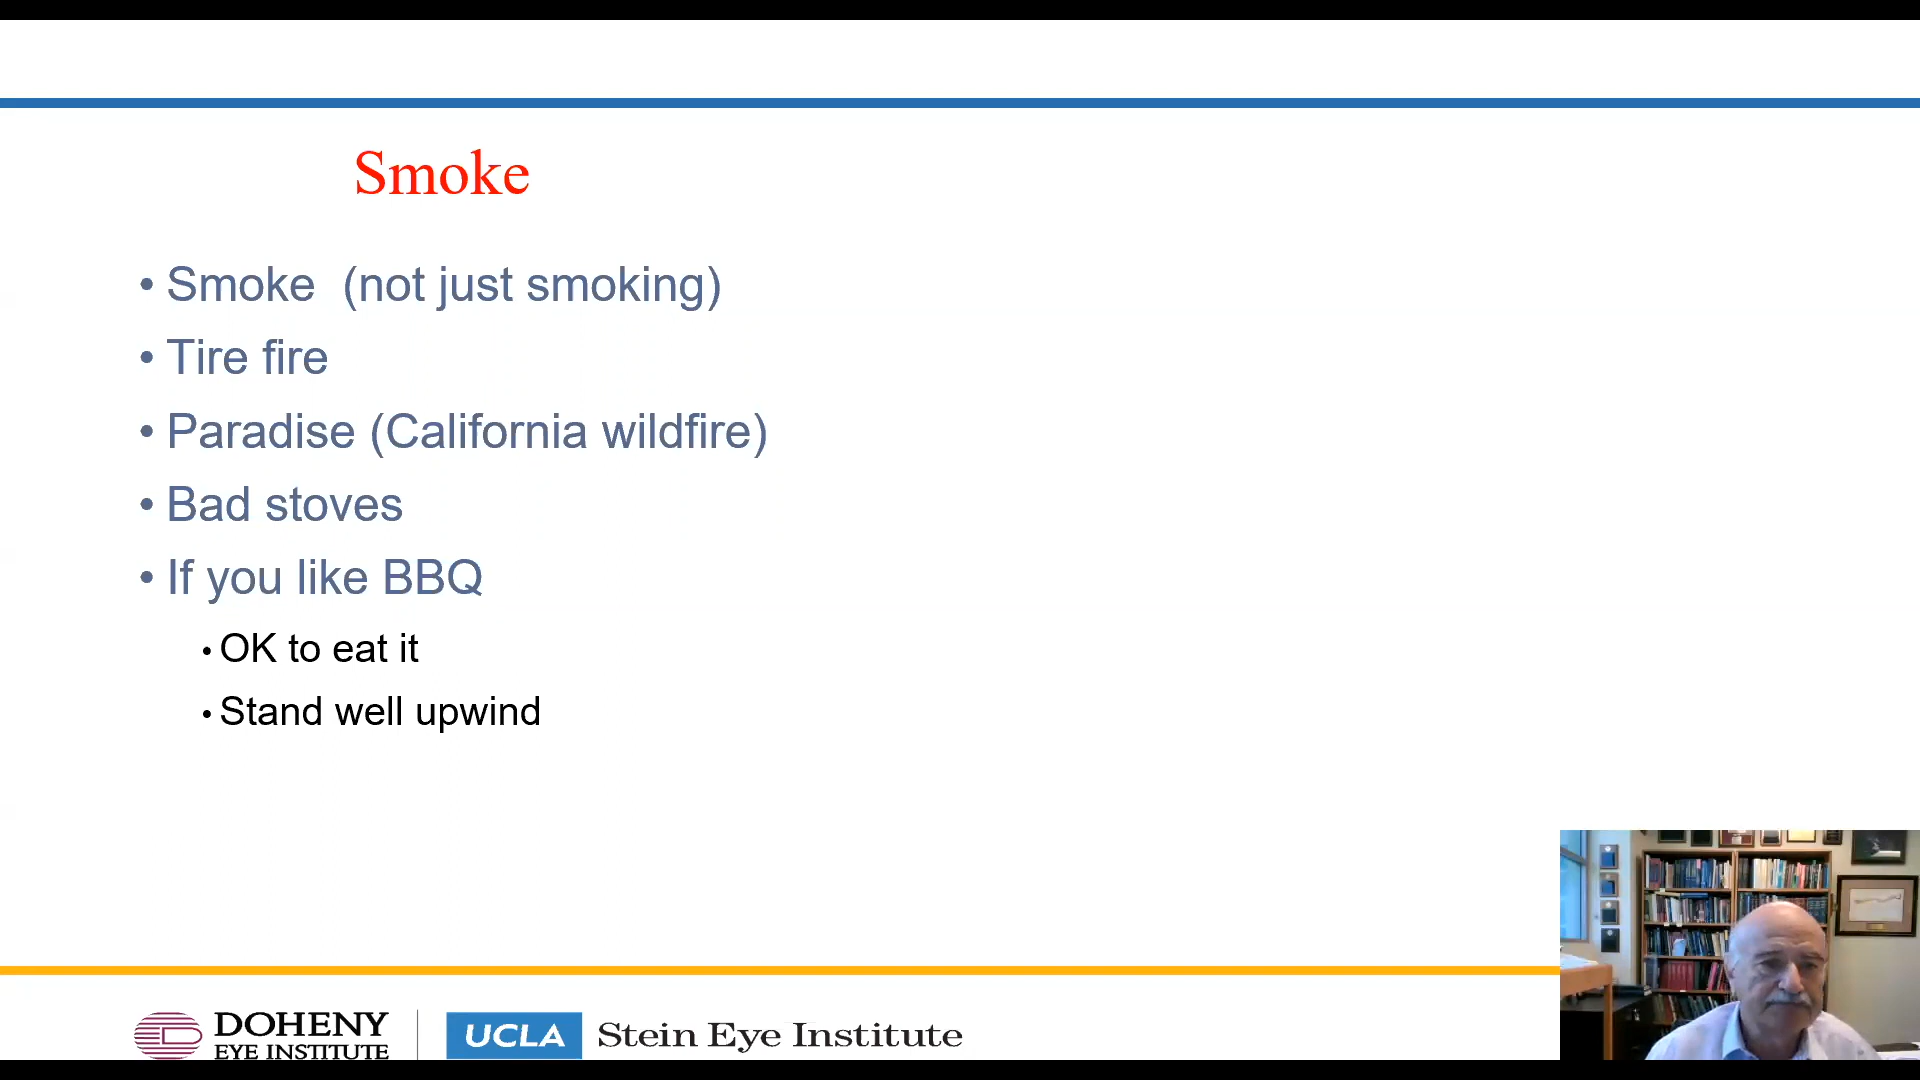 Smoke
• Smoke  (not just smoking)
• Tire fire
• Paradise (California wildfire)
• Bad stoves
• If you like BBQ
• OK to eat it
• Stand well upwind
DOHENY
EYE INSTITUTE
UCLA Stein Eye Institute